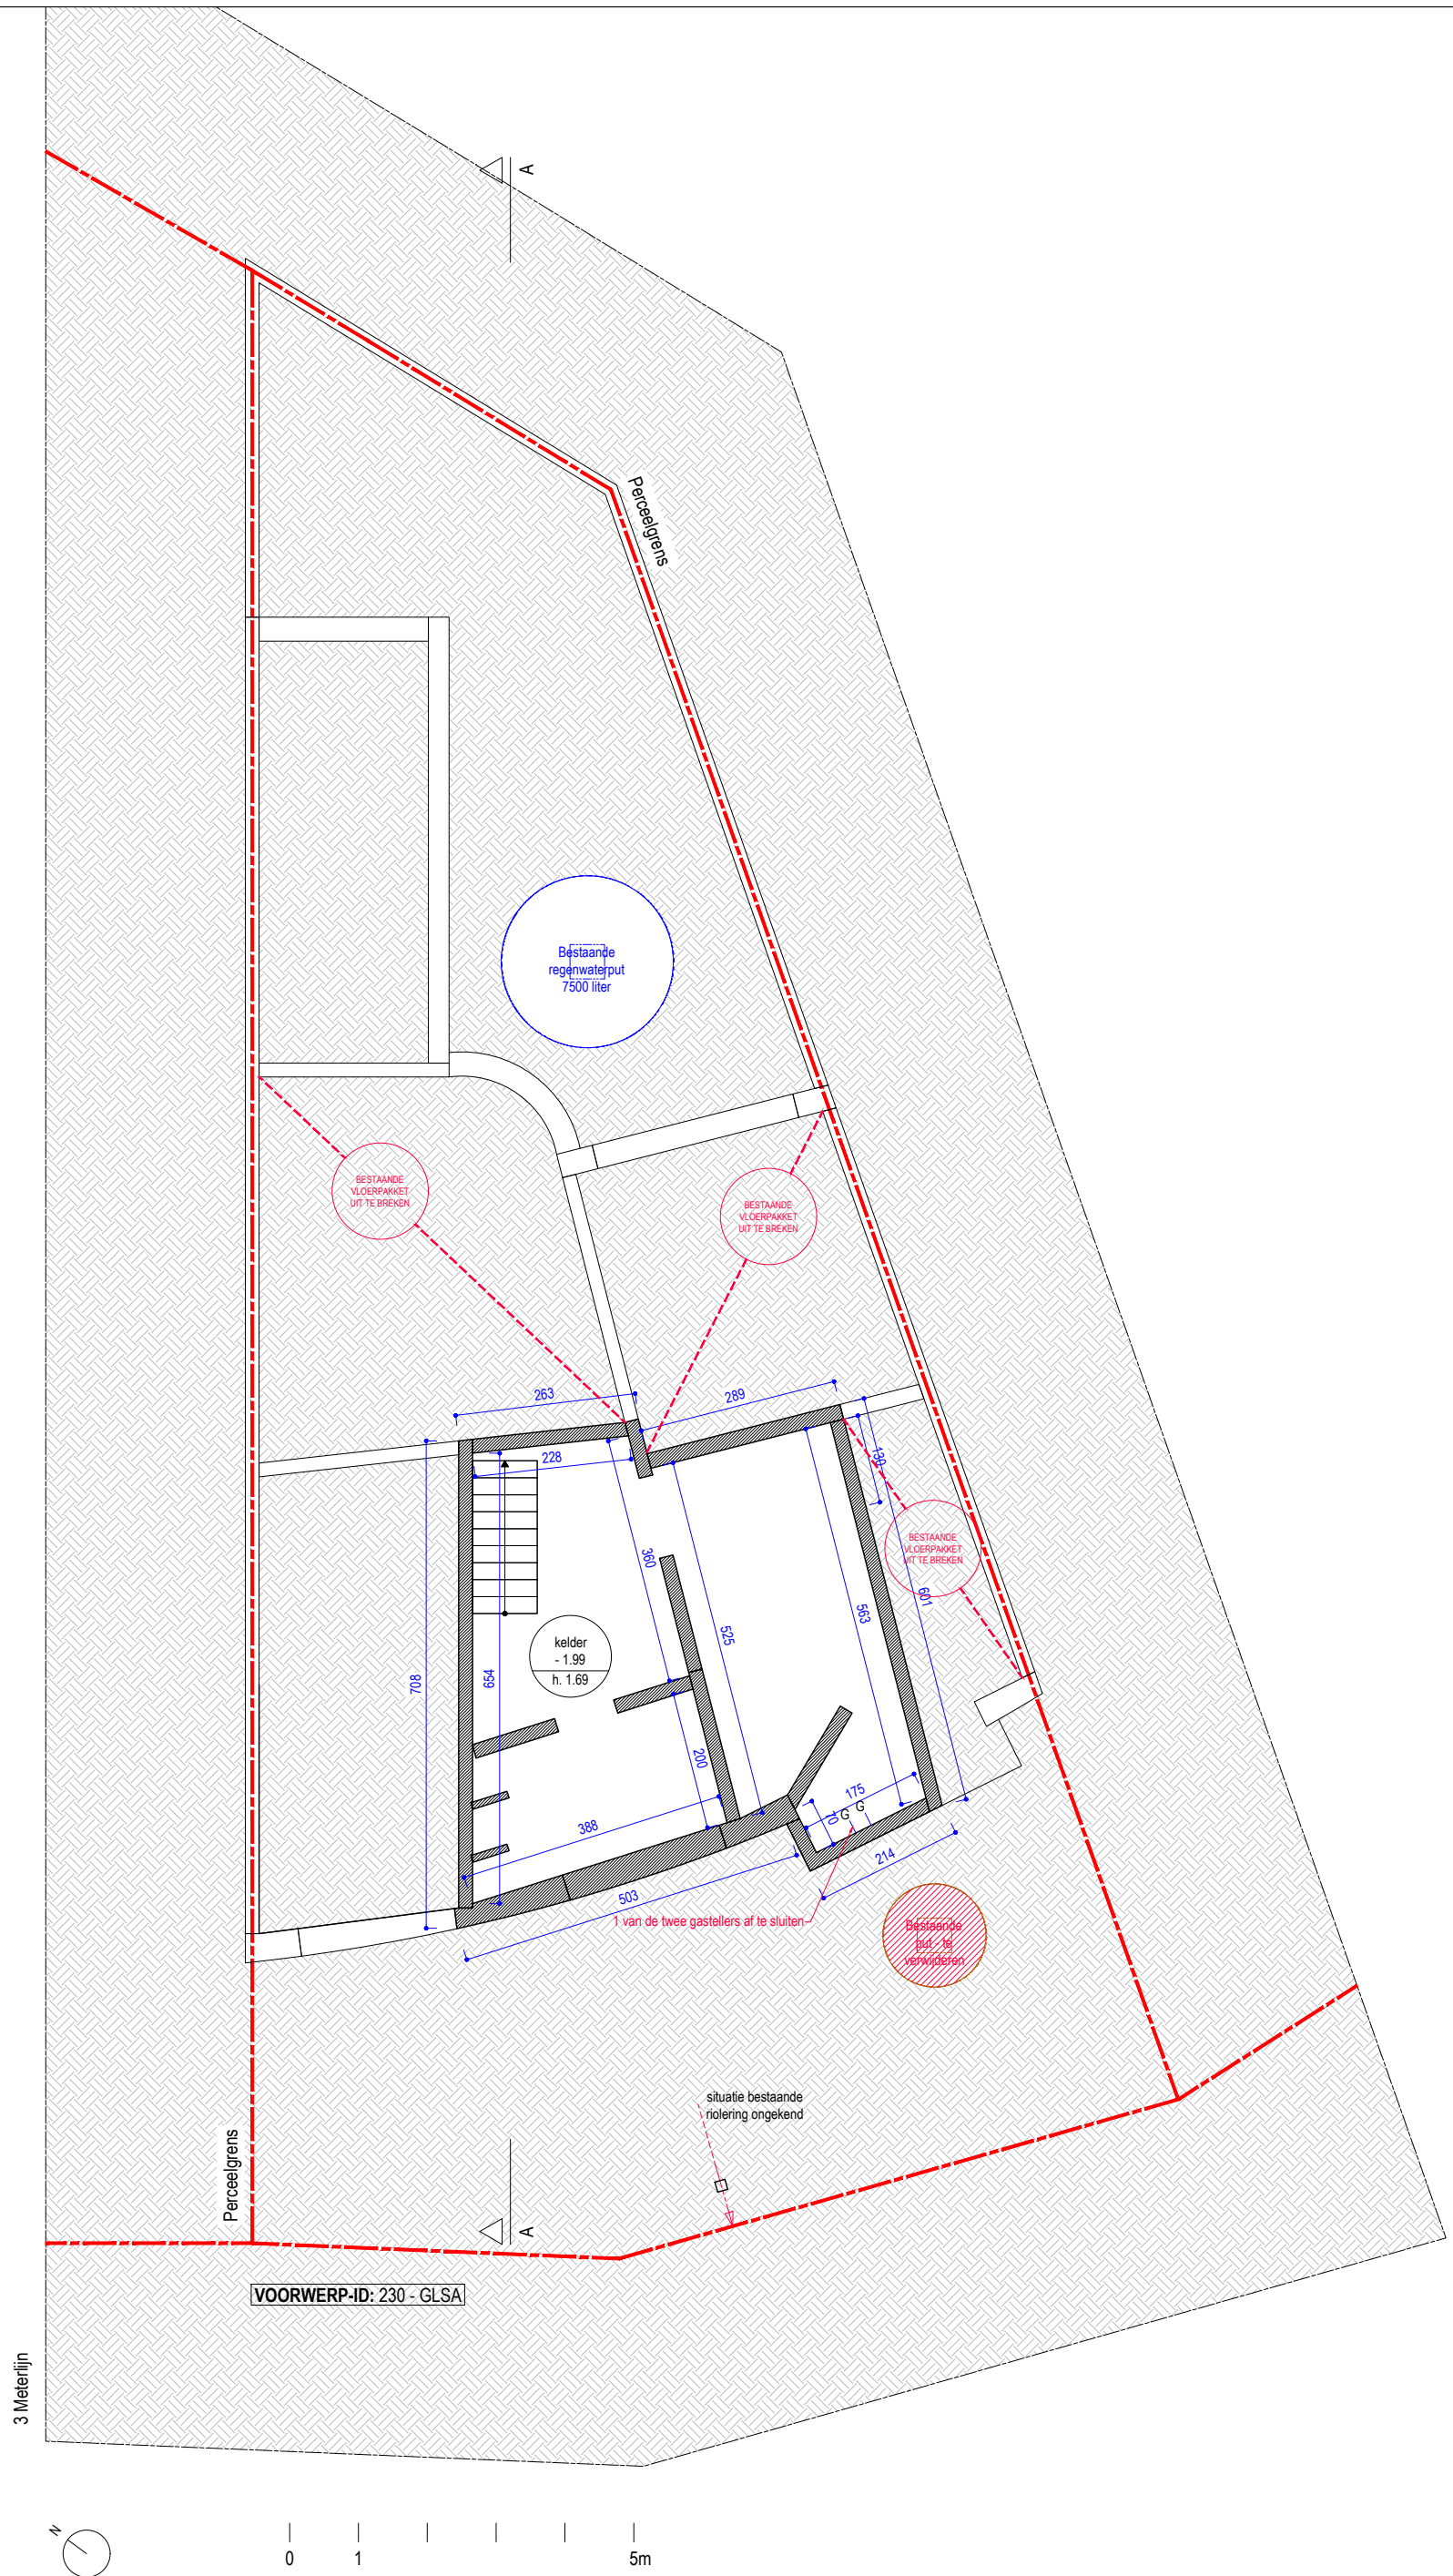 A
Perceelgrens
Bestaande
regenwaterput
7500 liter
BESTAANDE
VLOERPAKKET
UIT TE BREKEN
BESTAANDE
VLOERPAKKET
UIT TE BREKEN
263
289
228
130
BESTAANDE
VLOERPAKKET
UIT TE BREKEN
360
601
563
525
kelder
- 1.99
h. 1.69
708
654
200
175
70
G
G
388
214
503
1 van de twee gastellers af te sluiten
Bestaande
put - te
verwijderen
situatie bestaande
riolering ongekend
Perceelgrens
A
VOORWERP-ID: 230 - GLSA
3 Meterlijn
N
0
1
5m